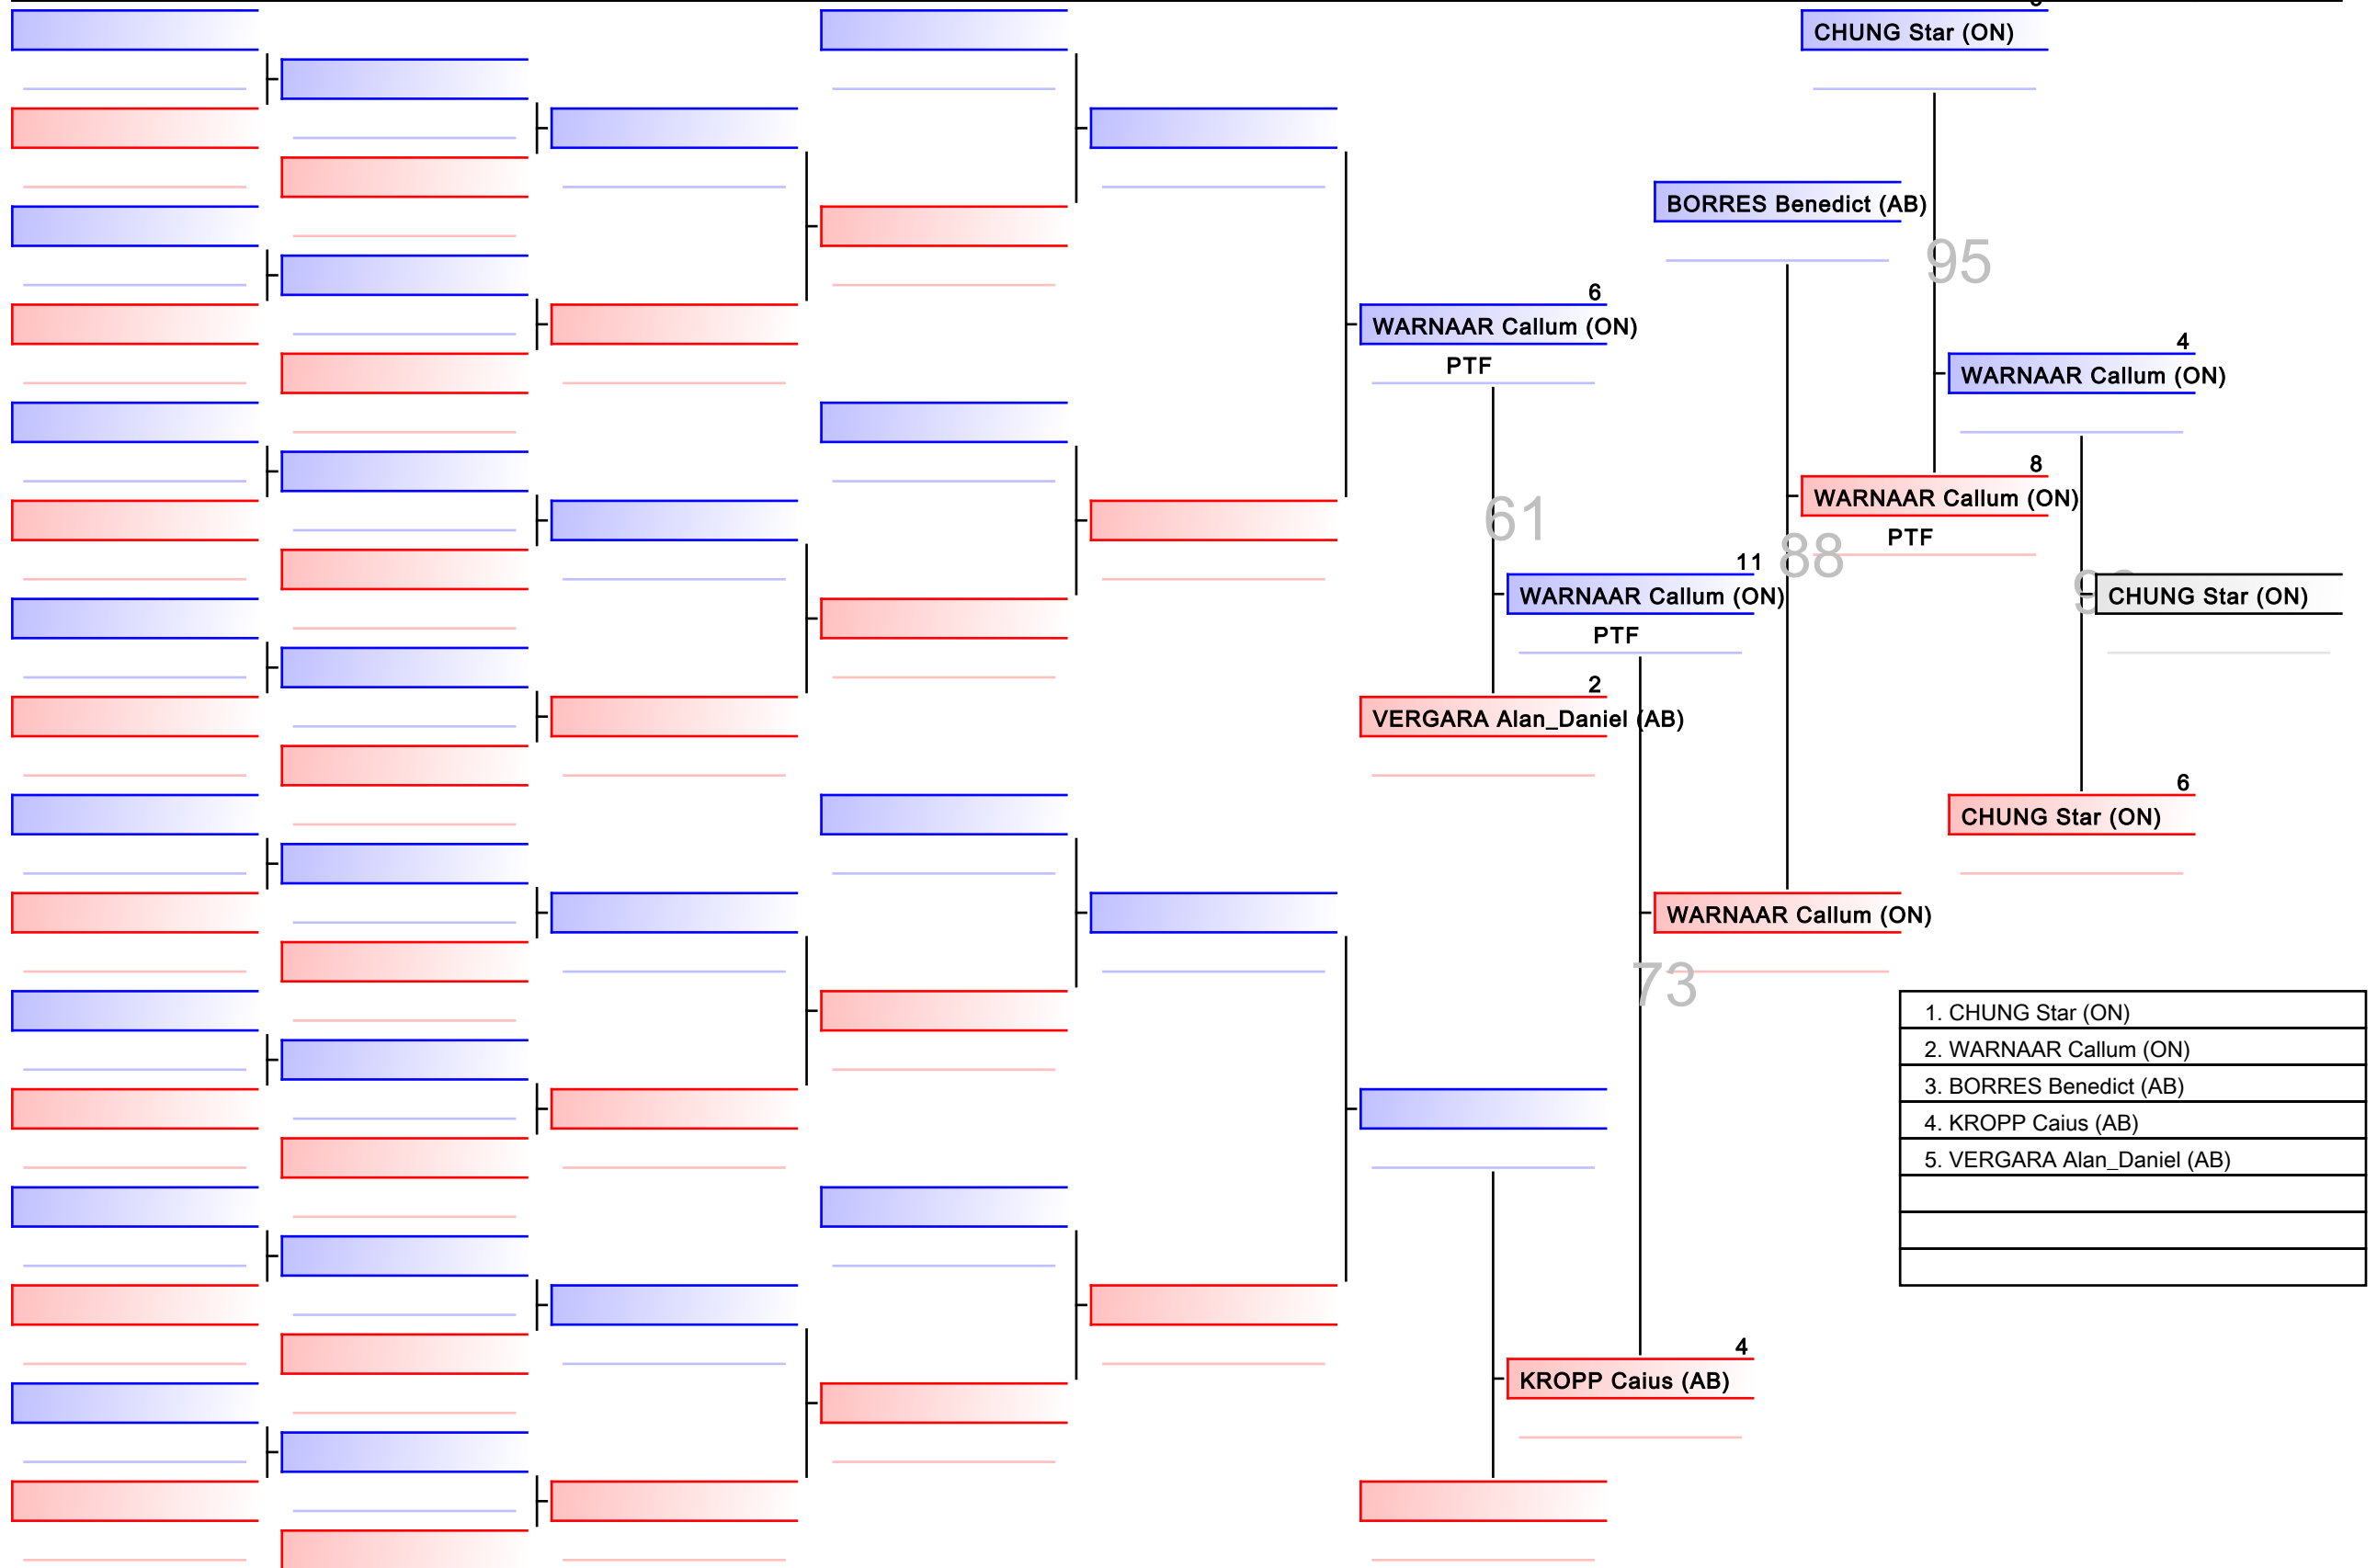 CHUNG Star (ON)
BORRES Benedict (AB)
95
6
WARNAAR Callum (ON)
PTF
4
WARNAAR Callum (ON)
8
WARNAAR Callum (ON)
PTF
61
88
11
WARNAAR Callum (ON)
PTF
CHUNG Star (ON)
2
VERGARA Alan_Daniel (AB)
6
CHUNG Star (ON)
WARNAAR Callum (ON)
73
1. CHUNG Star (ON)
2. WARNAAR Callum (ON)
3. BORRES Benedict (AB)
4. KROPP Caius (AB)
5. VERGARA Alan_Daniel (AB)
4
KROPP Caius (AB)